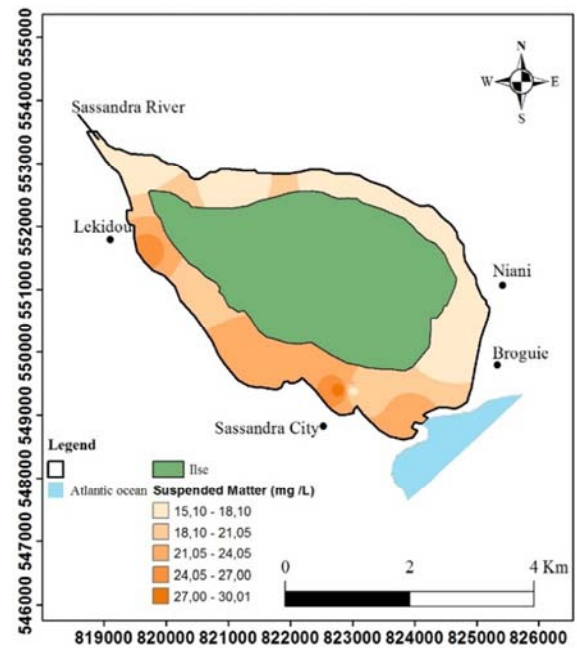 555000
554000
553000
552000
551000
550000
549000
548000
547000
546000
N
W E
S
Sassandra River
Lekidou
Niani
Broguie
Sassandra City
Legend
Ilse
Atlantic ocean
Suspended Matter (mg /L)
15,10 - 18,10
18,10 - 21,05
21,05 - 24,05
24,05 - 27,00
27,00 - 30,01
0 2 4 Km
819000 820000 821000 822000 823000 824000 825000 826000